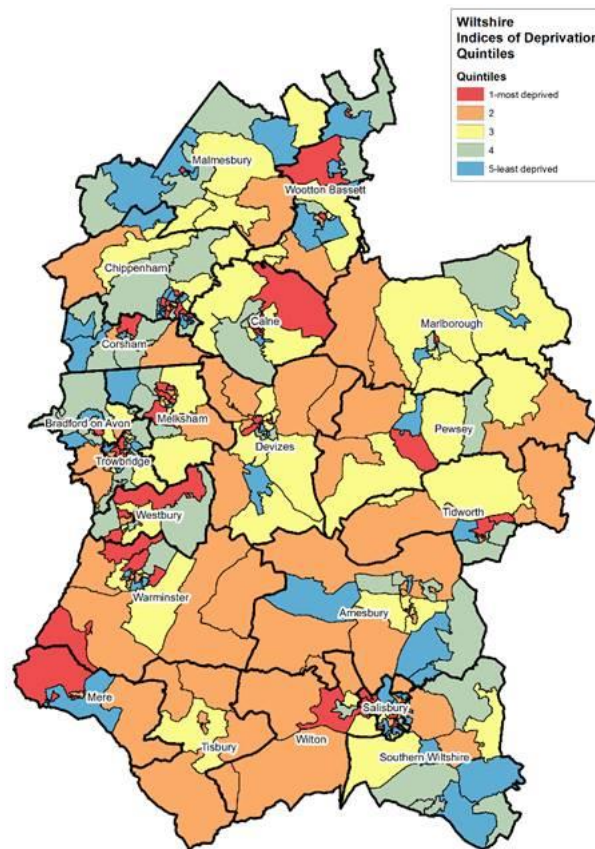 Wiltshire
Indices of Deprivation
Quintiles
Quintiles
1-most deprived
2
3
4
5-least deprived
Malmesbury
Wootton Bassett
Chippenham
Calne
Marlborough
Corsham
Bradford on Avon
Melksham
Pewsey
Devizes
Trowbridge
Tidworth
Westbury
Warminster
Amesbury
Mere
Salisbury
Wilton
Tisbury
Southern Wiltshire